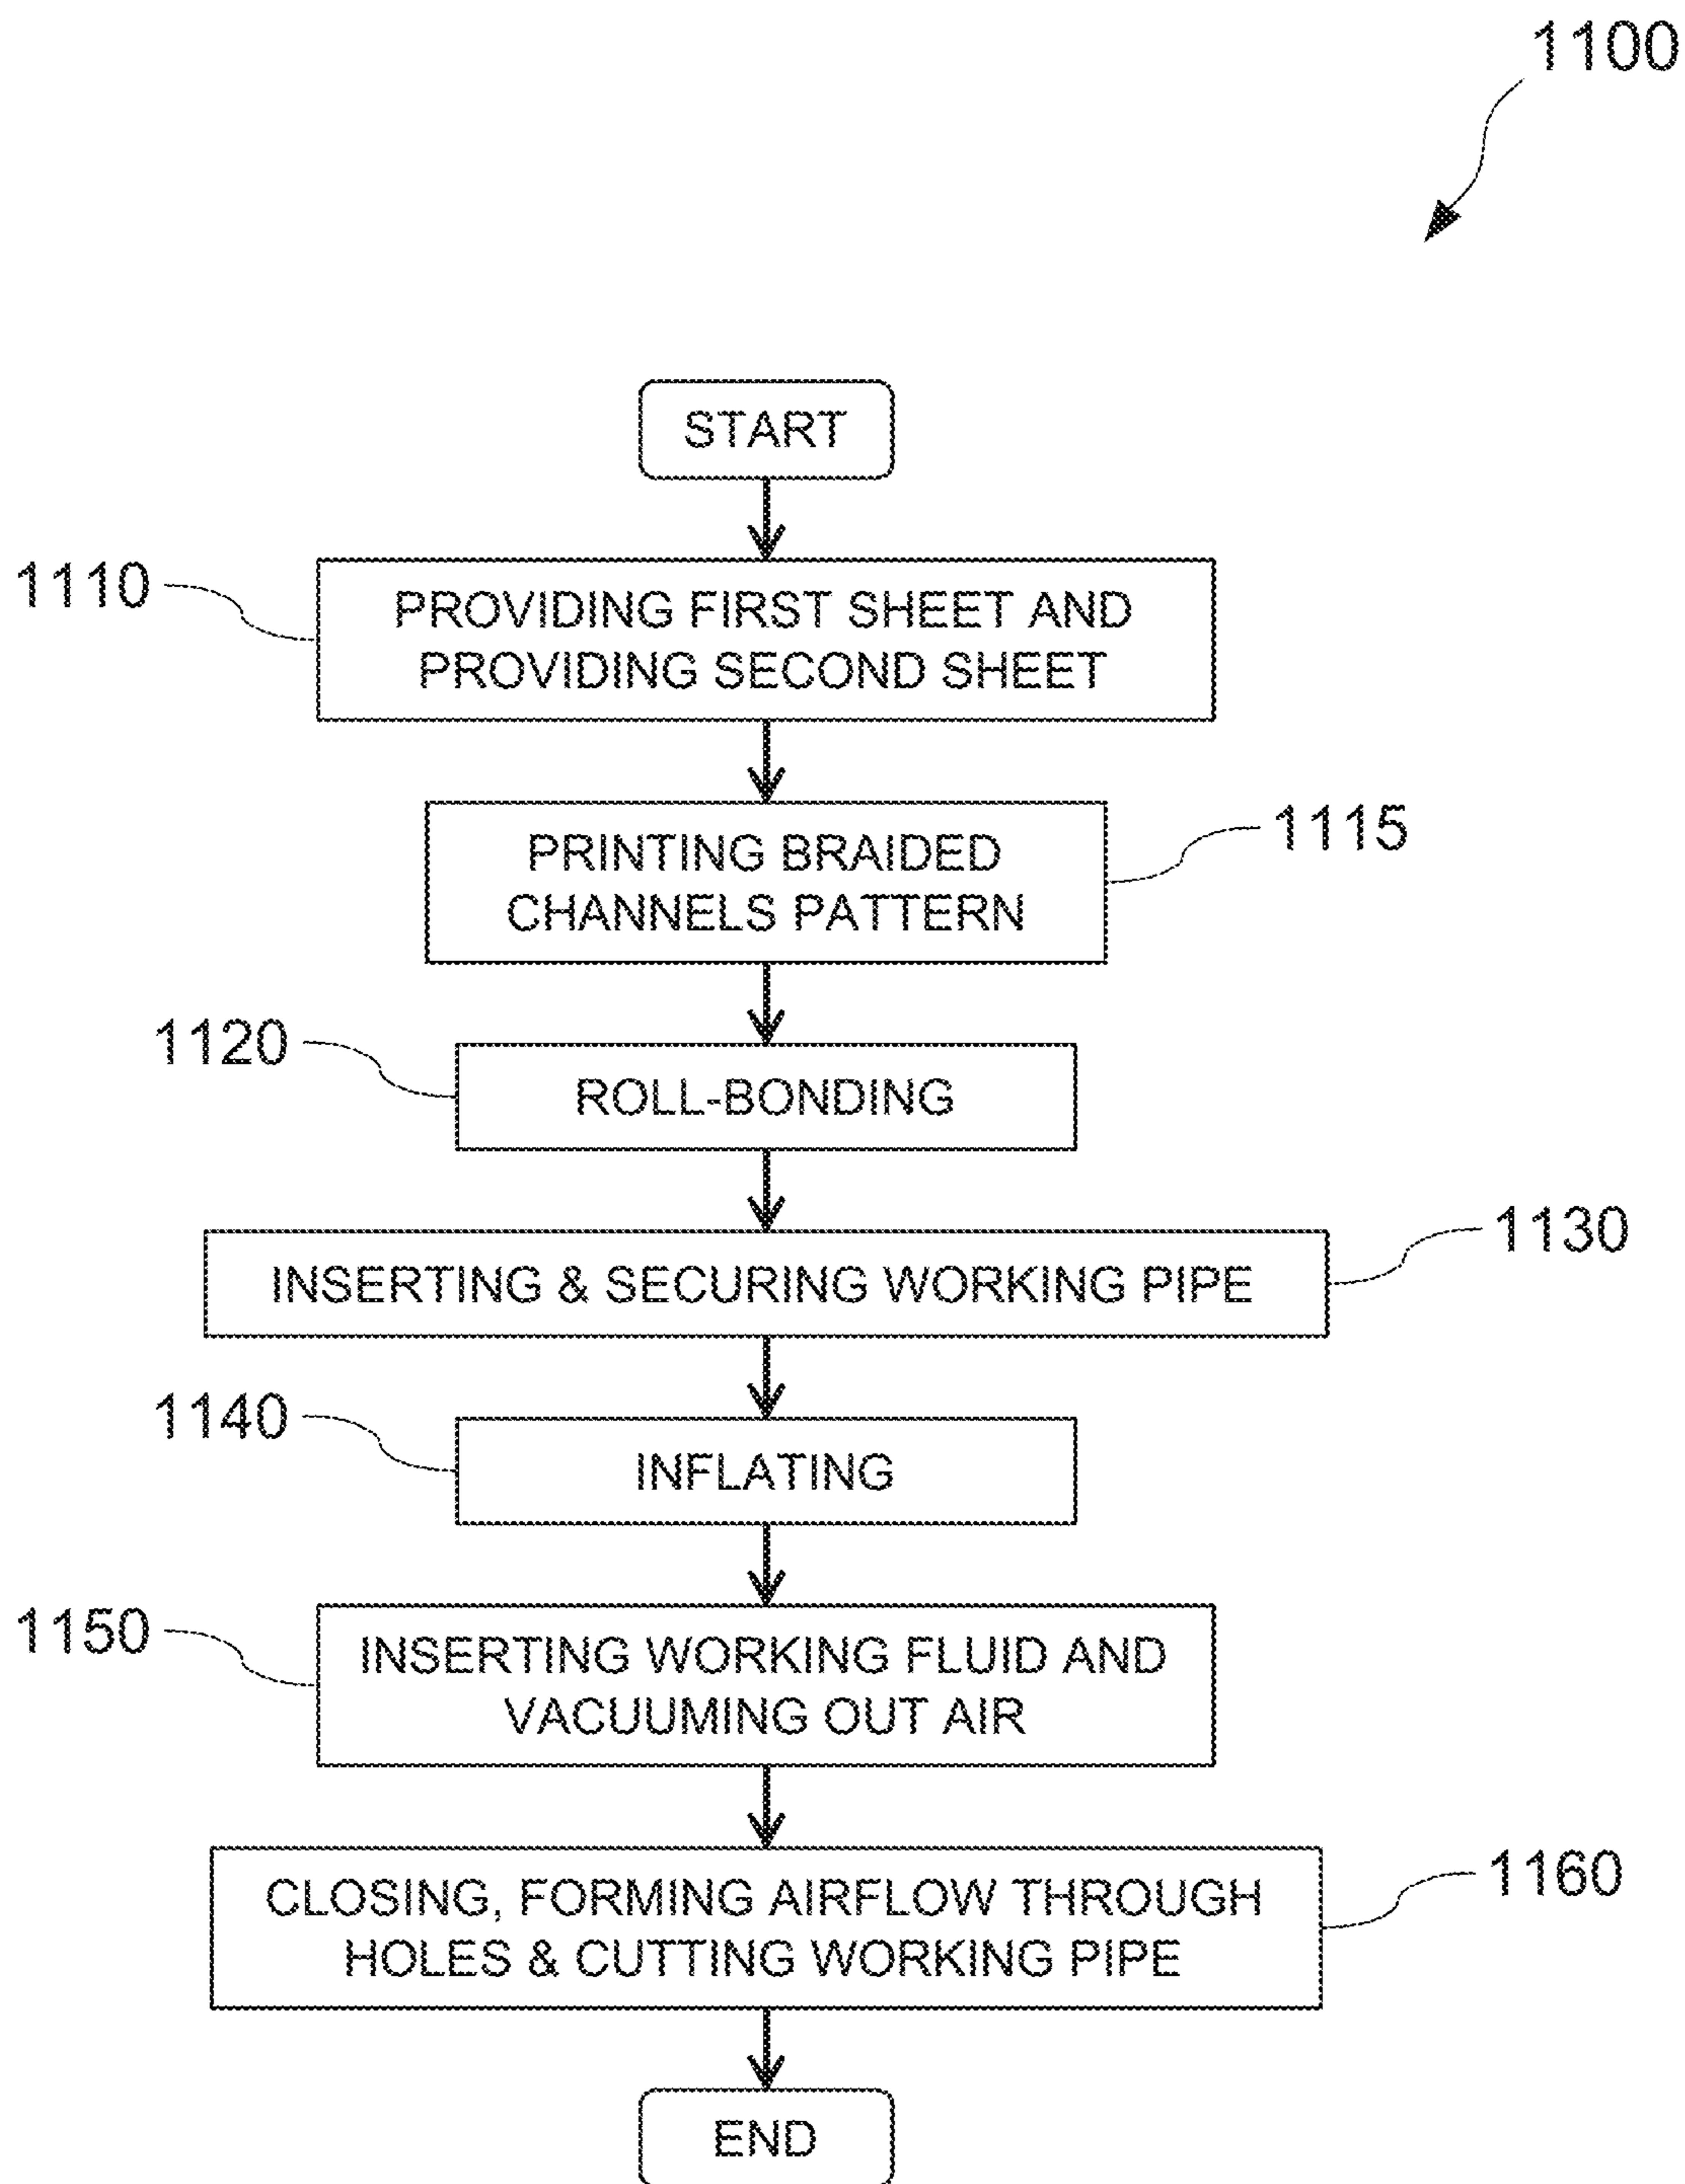 1100
START
1110
PROVIDING FIRST SHEET AND
PROVIDING SECOND SHEET
PRINTING BRAIDED
CHANNELS PATTERN
1115
1120
ROLL-BONDING
INSERTING & SECURING WORKING PIPE
1130
1140
INFLATING
1150
INSERTING WORKING FLUID AND
VACUUMING OUT AIR
CLOSING, FORMING AIRFLOW THROUGH
HOLES & CUTTING WORKING PIPE
1160
END